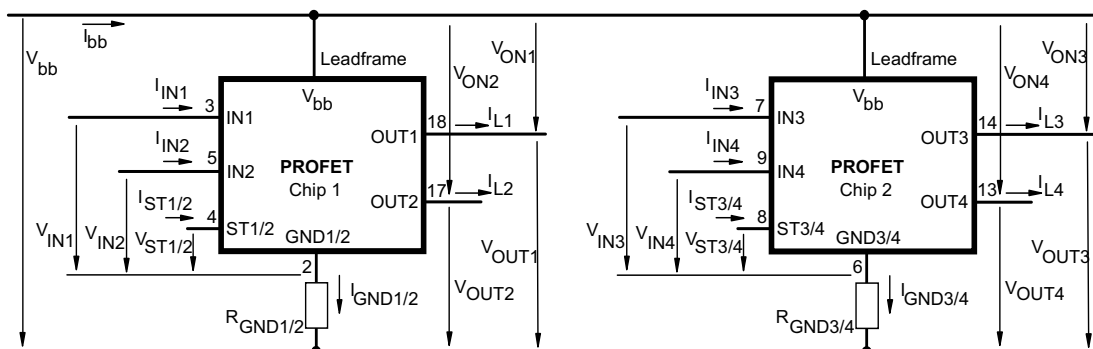 Ibb
Vbb
Leadframe
VON1
VON2
IIN1
3
IN1
Vbb
18
IL1
OUT1
IIN2
5
IN2
PROFET
Chip 1
17
IL2
OUT2
IST1/2
4
ST1/2
GND1/2
VIN1
VIN2
VST1/2
2
VOUT1
VOUT2
IGND1/2
RGND1/2
Leadframe
VON3
VON4
IIN3
7
IN3
Vbb
14
IL3
OUT3
IIN4
9
IN4
PROFET
Chip 2
13
IL4
OUT4
IST3/4
8
ST3/4
GND3/4
VIN3
VIN4
VST3/4
6
VOUT3
VOUT4
IGND3/4
RGND3/4